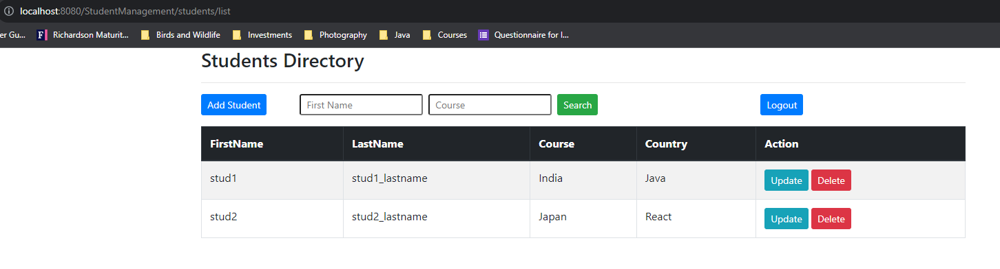 localhost:8080/StudentManagement/students/list
er Gu... Richardson Maturit... Birds and Wildlife Investments Photography Java Courses Questionnaire for I...
Students Directory
Add Student First Name Course Search Logout
FirstName LastName Course Country Action
stud1 stud1_lastname India Java Update Delete
stud2 stud2_lastname Japan React Update Delete